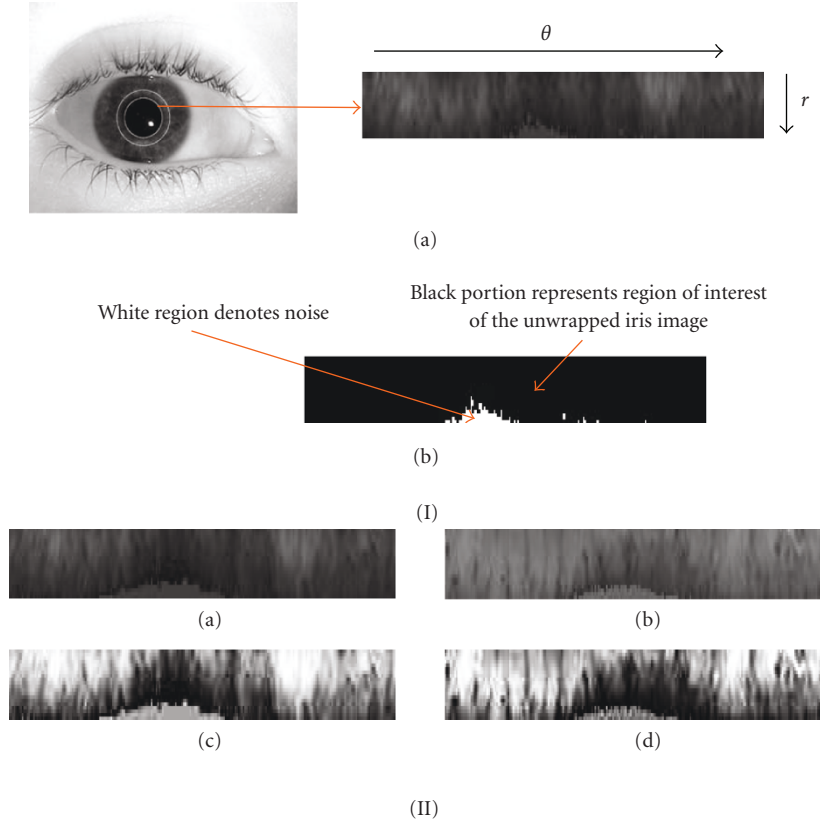 θ
r
(a)
White region denotes noise
Black portion represents region of interest
of the unwrapped iris image
(b)
(I)
(a)
(b)
(c)
(d)
(II)